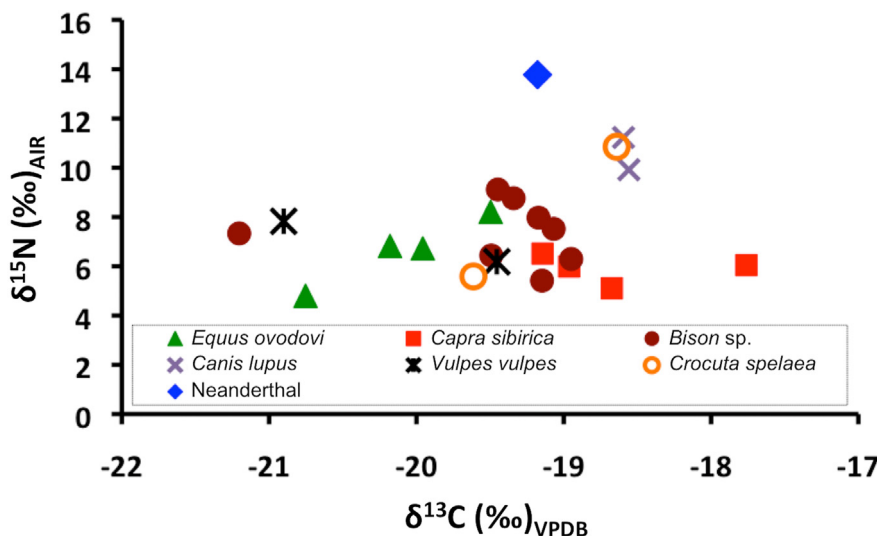 16
14
12
10
8
6
4
2
0
δ15N (‰)AIR
Equus ovodovi Capra sibirica Bison sp.
Canis lupus Vulpes vulpes Crocuta spelaea
Neanderthal
-22 -21 -20 -19 -18 -17
δ13C (‰)VPDB